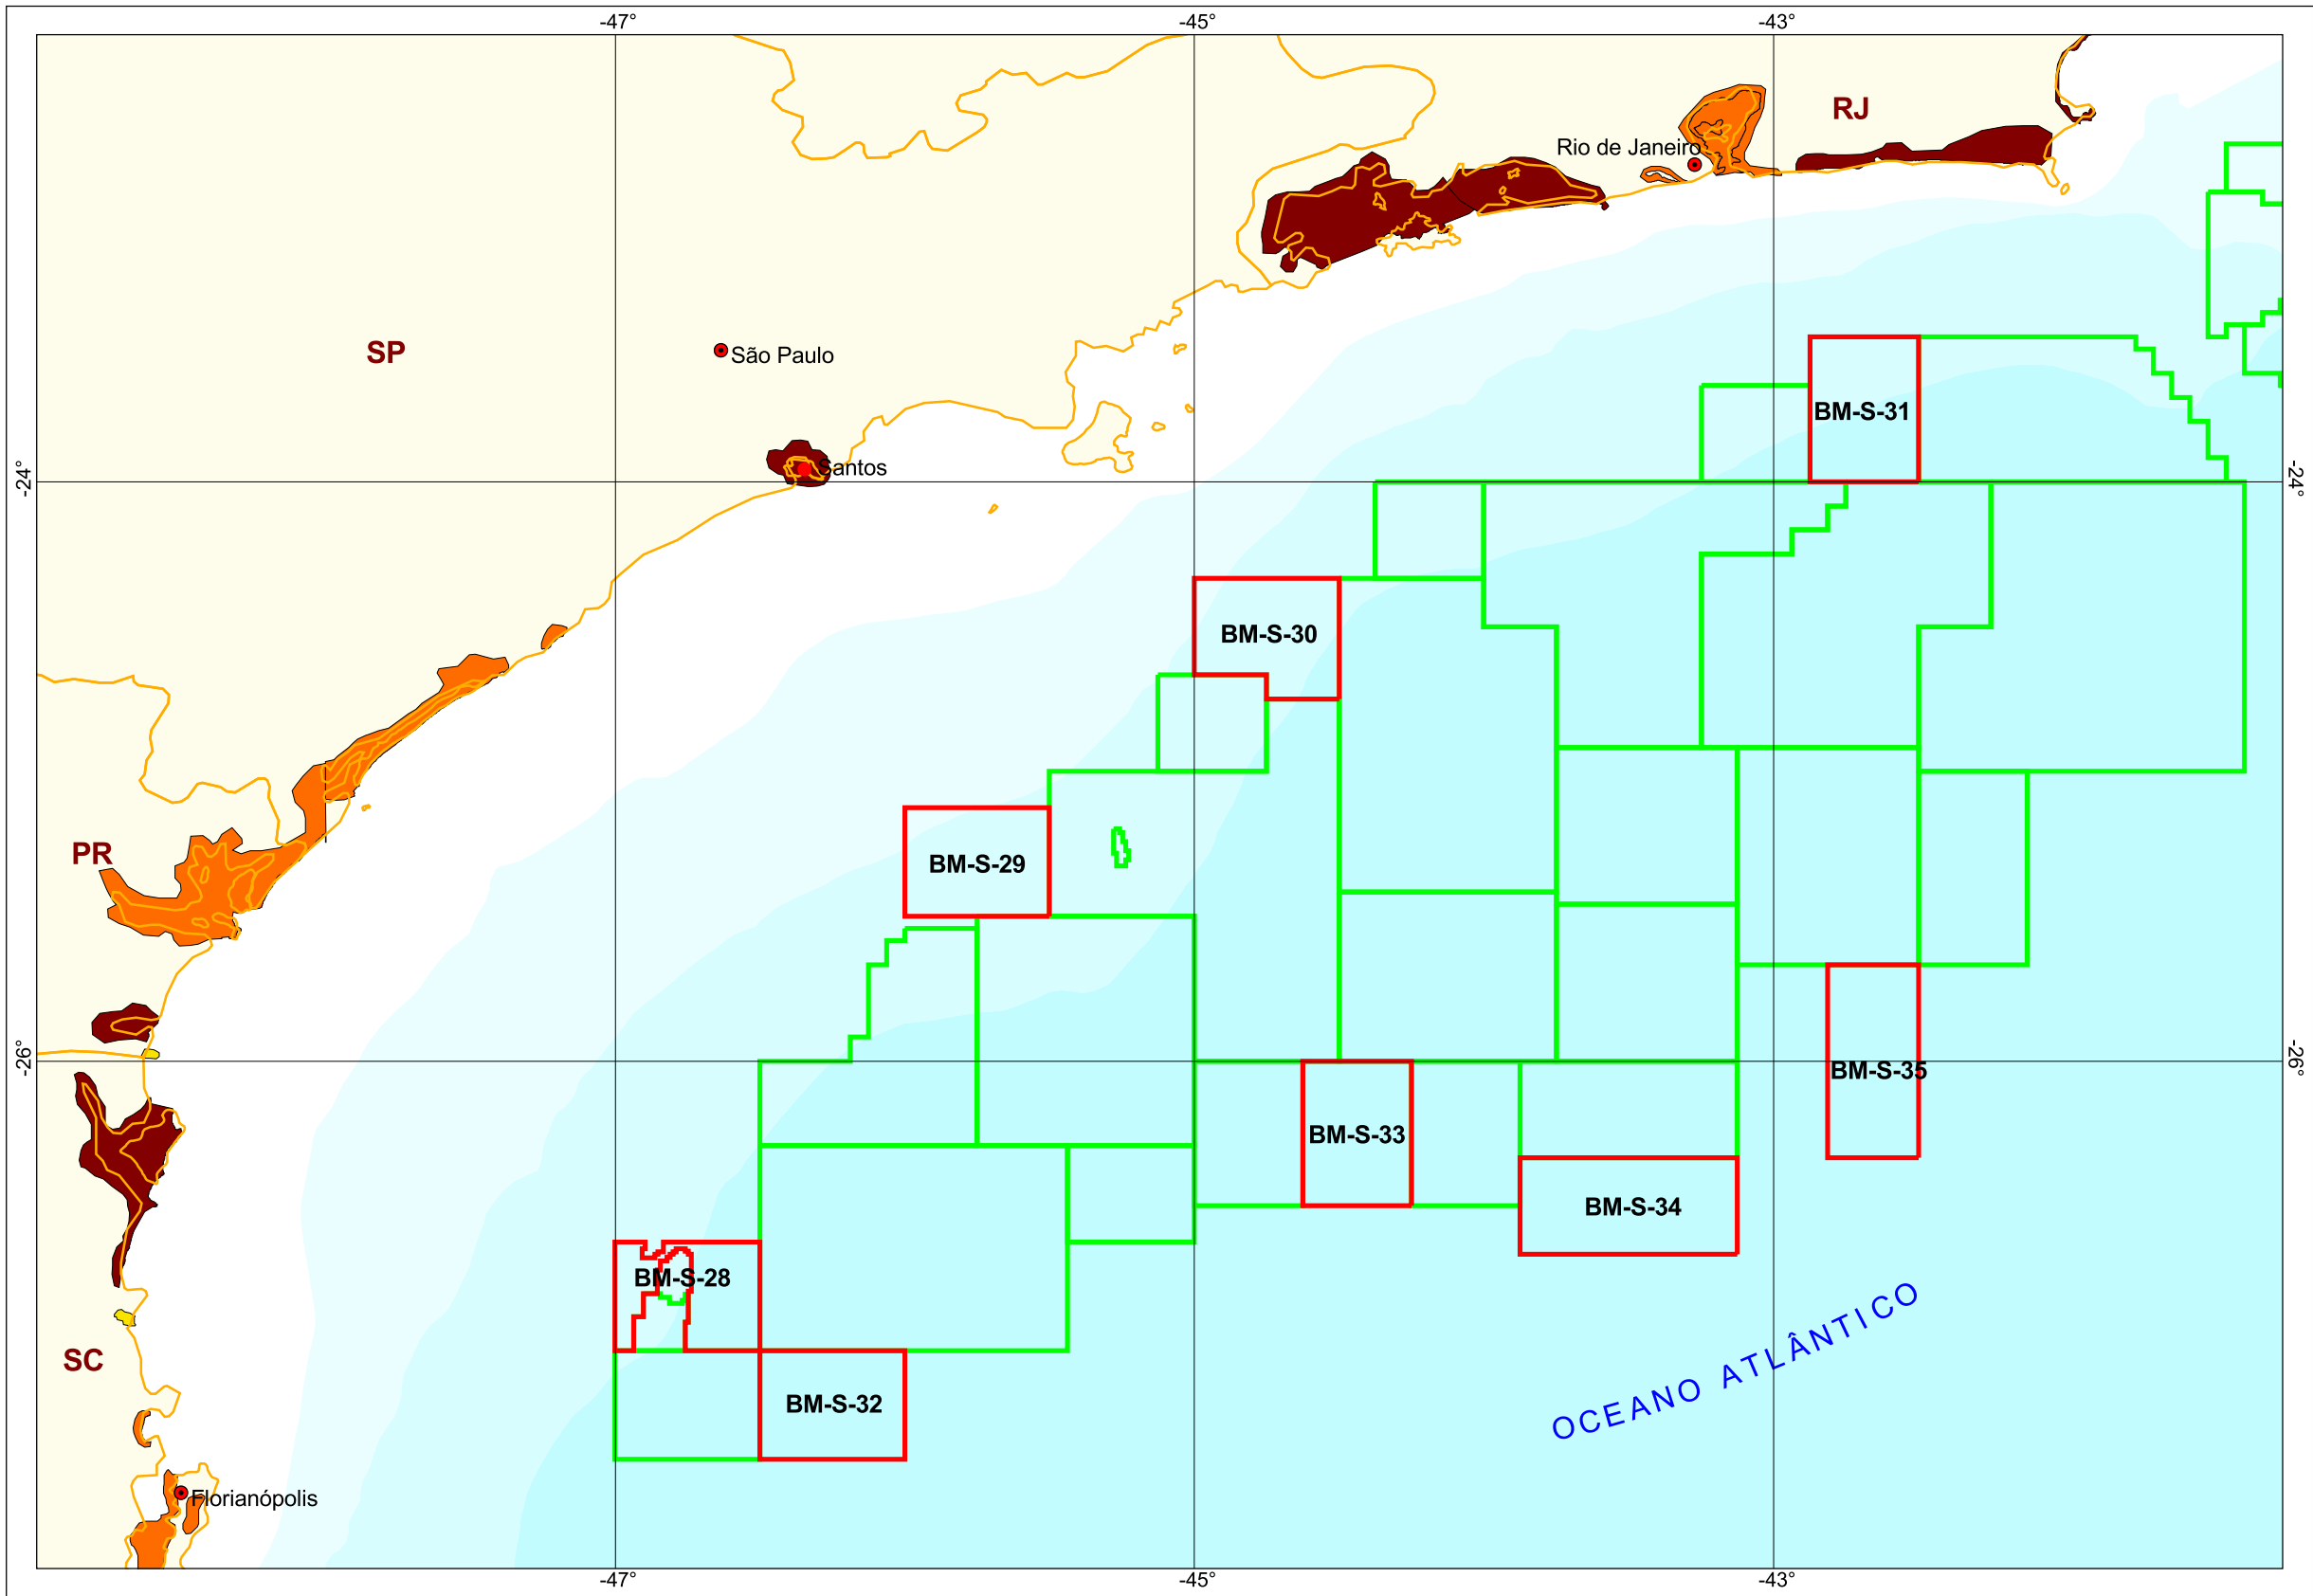 -47° -45° -43°
RJ
Rio de Janeiro
SP
São Paulo
BM-S-31
-24° Santos -24°
BM-S-30
PR
BM-S-29
-26° BM-S-35 -26°
BM-S-33
BM-S-34
BM-S-28
OCEANO ATLÂNTICO
SC
BM-S-32
Florianópolis
-47° -45° -43°